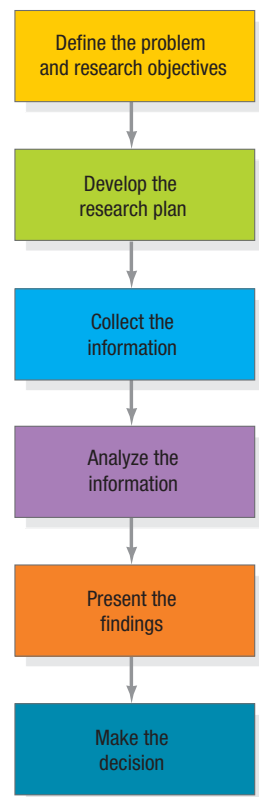 Define the problem
and research objectives
Develop the
research plan
Collect the
information
Analyze the
information
Present the
findings
Make the
decision